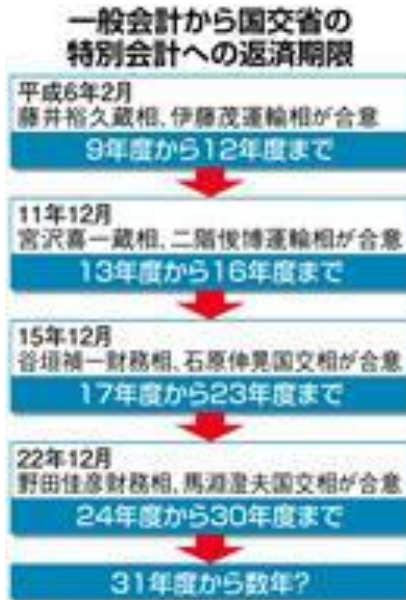 一般会計から国交省の
特別会計への返済期限
平成6年2月
藤井裕久蔵相、伊藤茂運輸相が合意
9年度から12年度まで
11年12月
宮沢喜一蔵相、二階俊博運輸相が合意
13年度から16年度まで
15年12月
谷垣禎一財務相、石原伸晃国交相が合意
17年度から23年度まで
22年12月
野田佳彦財務相、馬淵澄夫国交相が合意
24年度から30年度まで
31年度から数年?